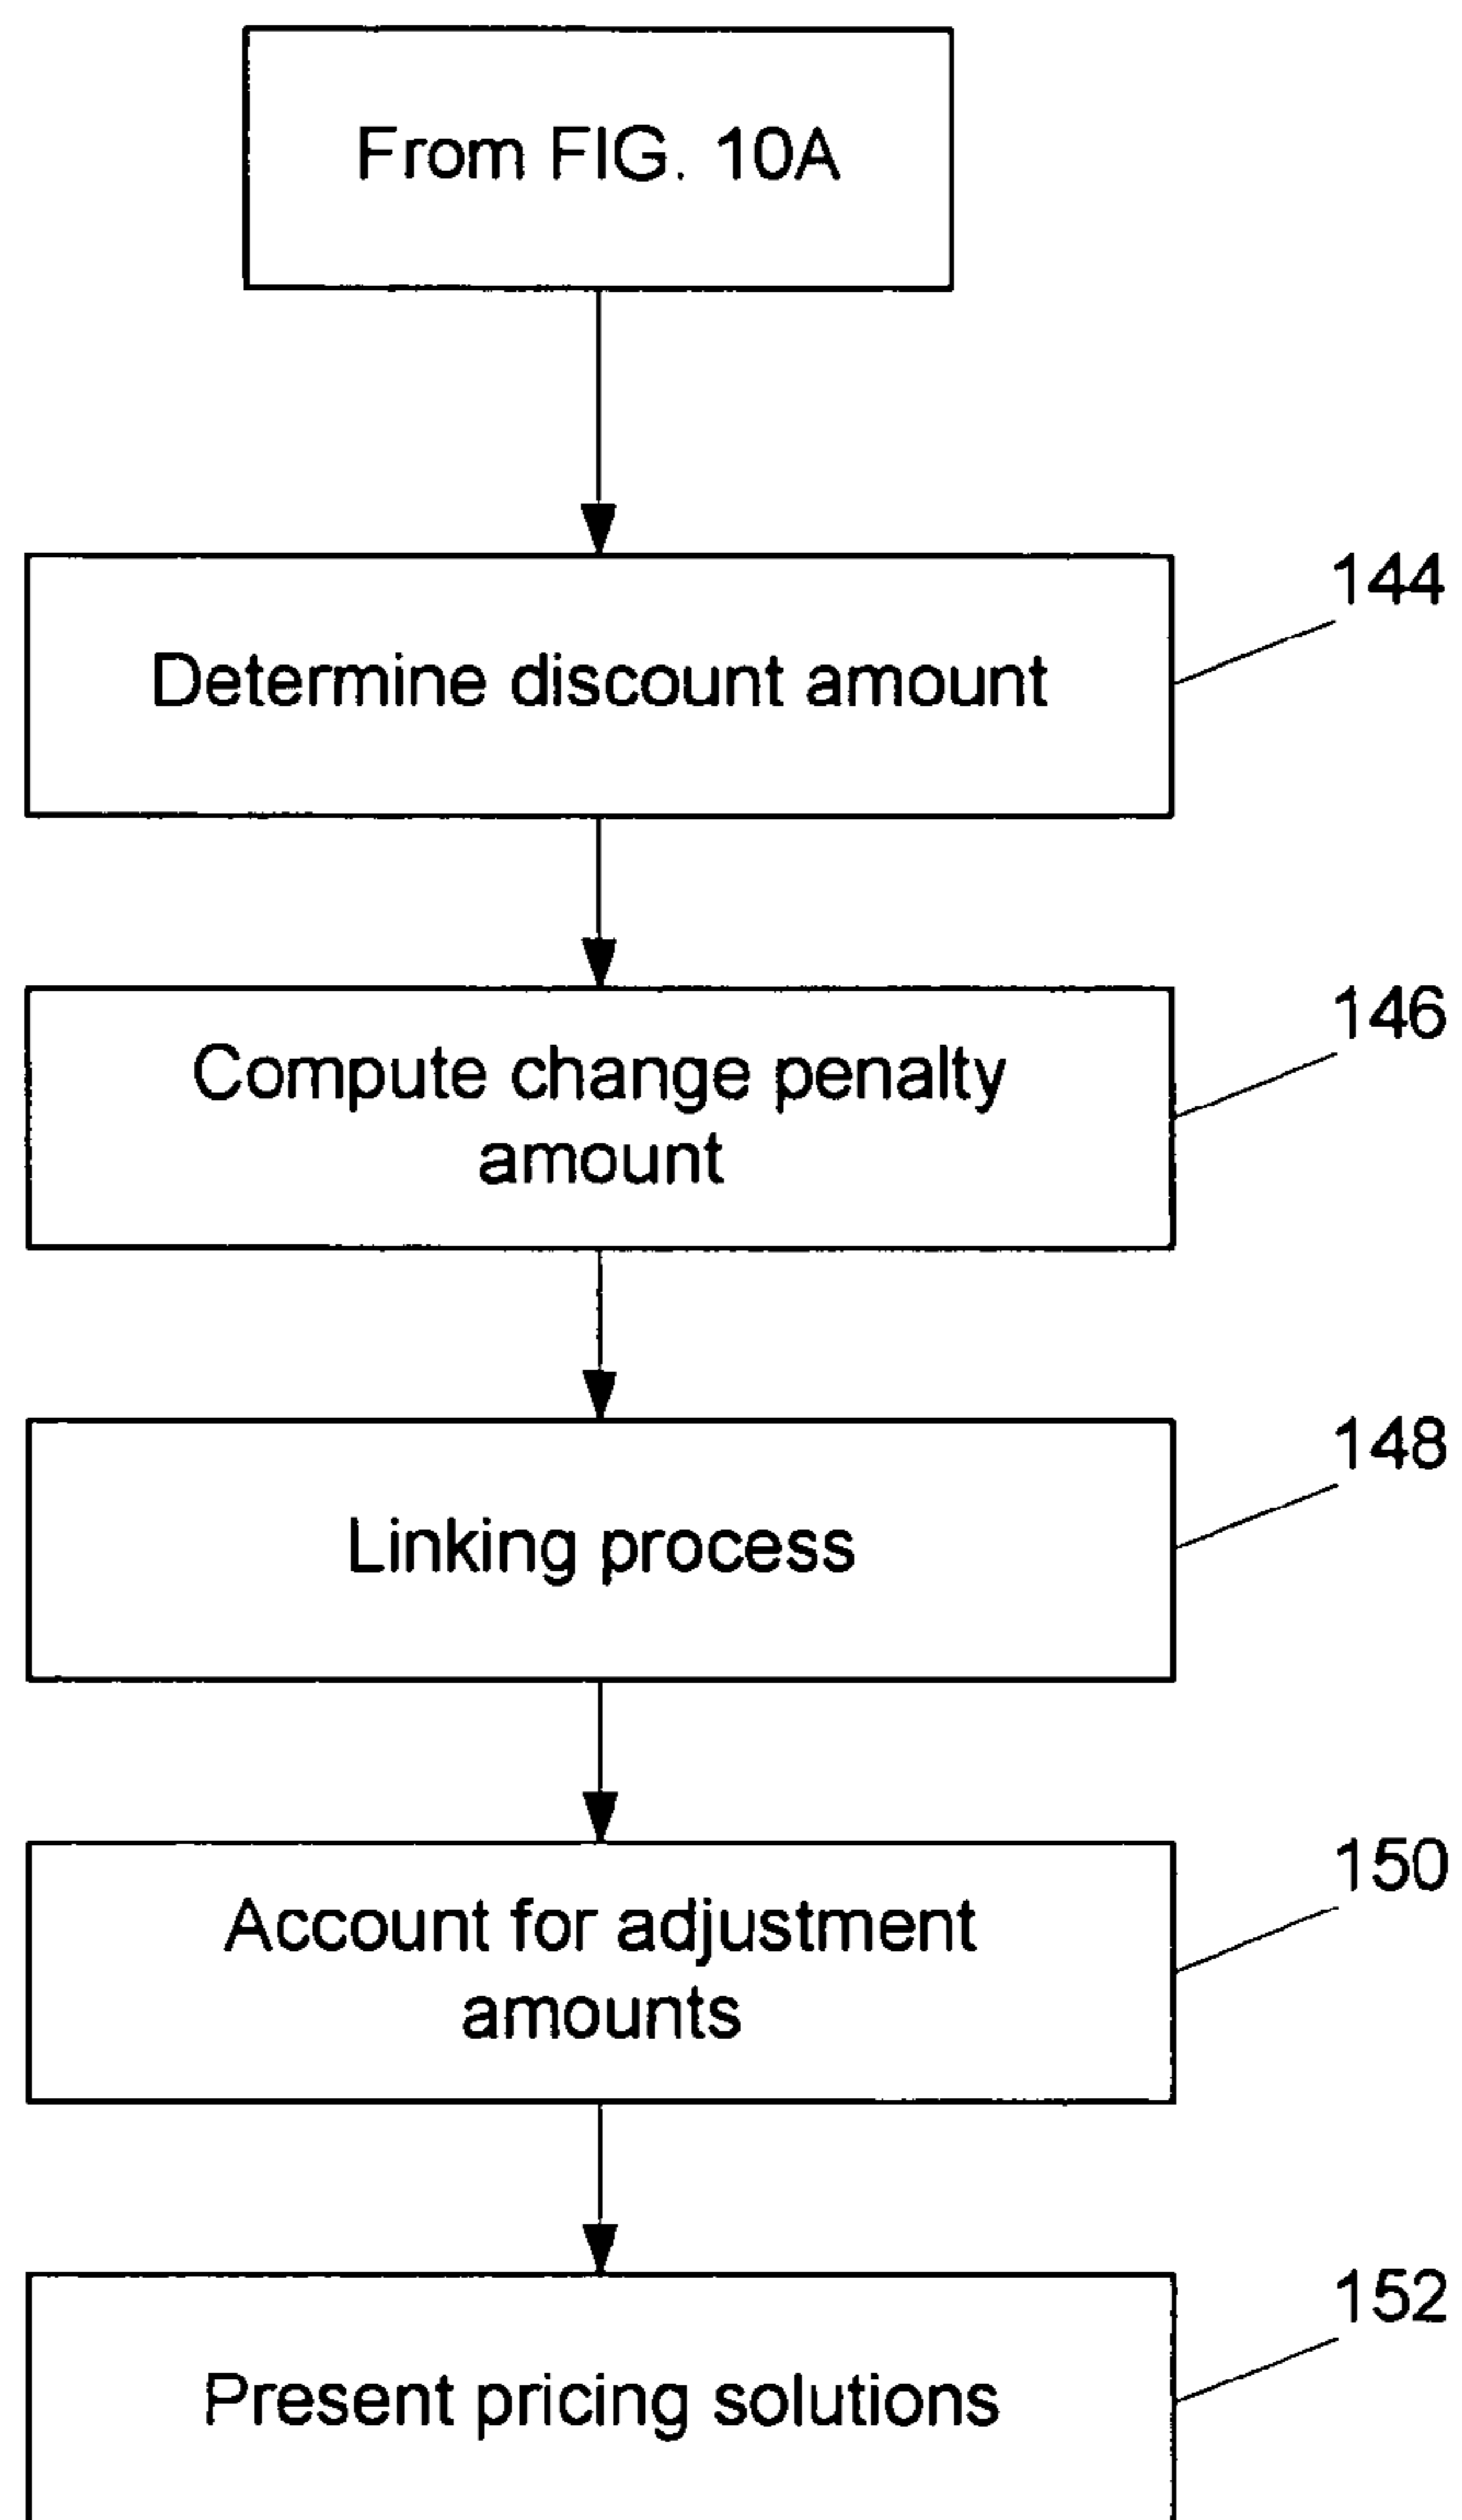 From FIG. 10A
144
Determine discount amount
146
Compute change penalty
amount
148
Linking process
150
Account for adjustment
amounts
152
Present pricing solutions